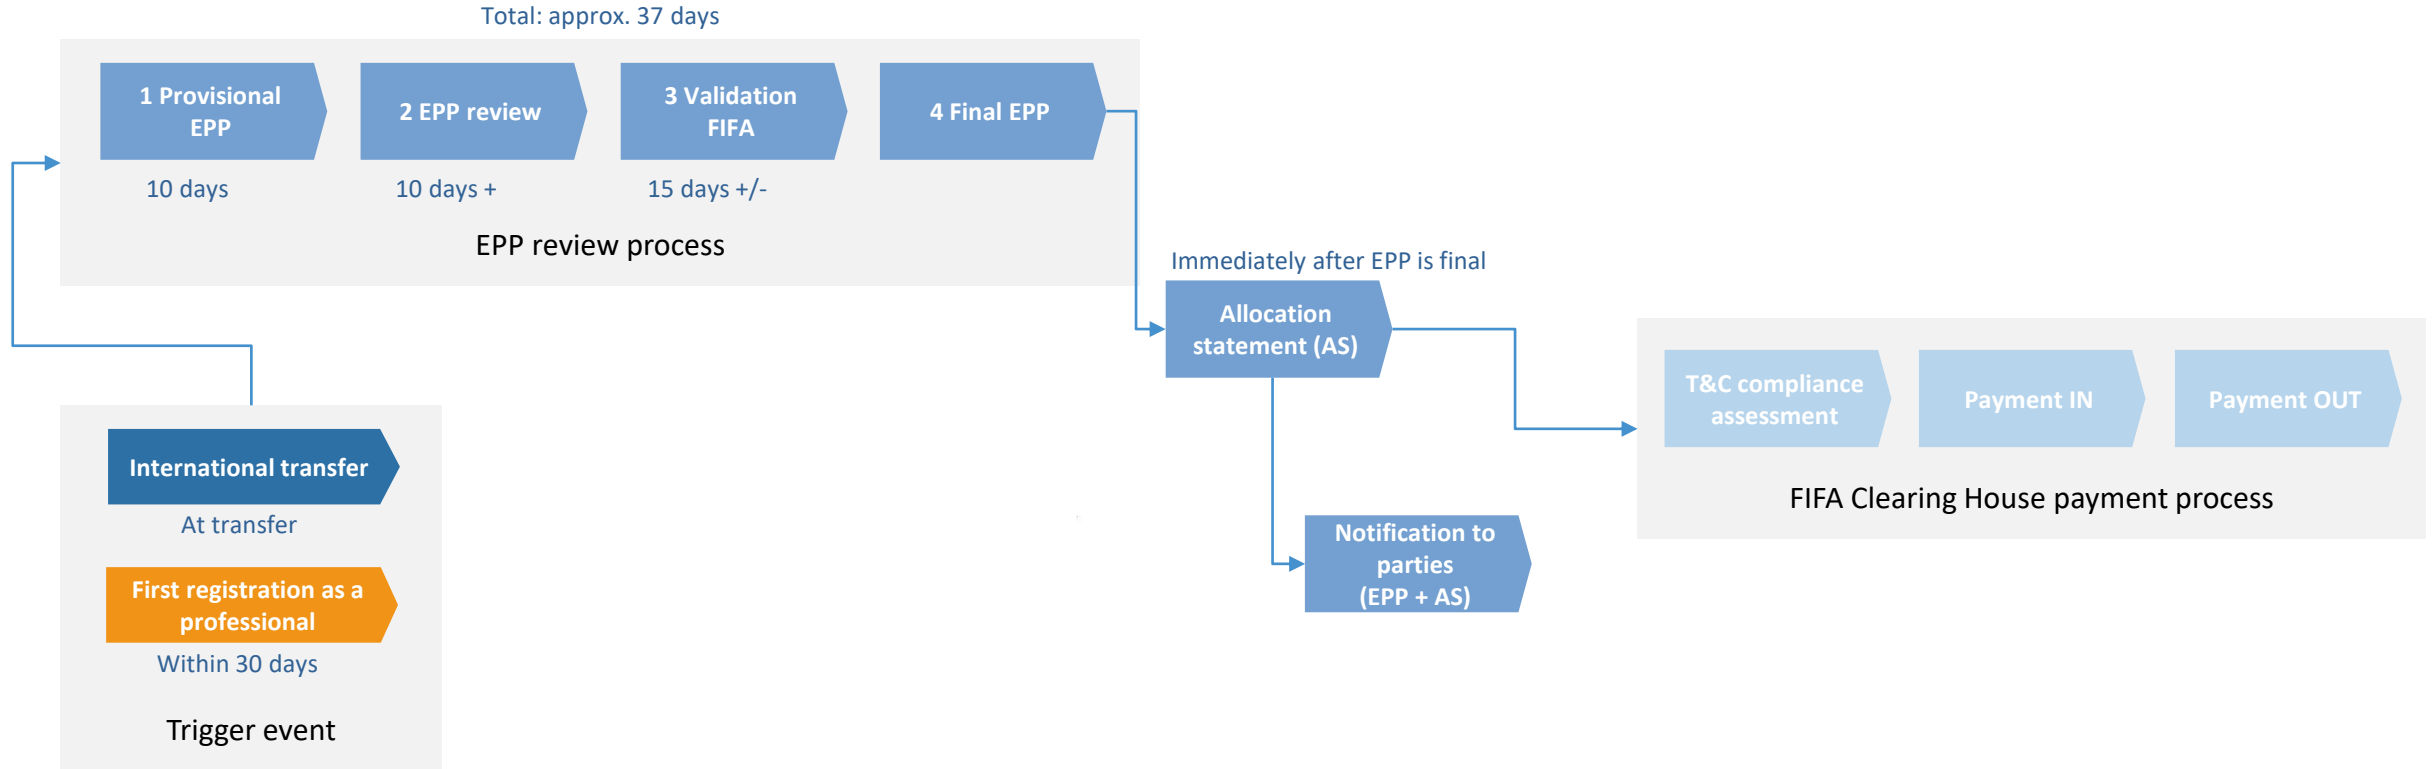 Total: approx. 37 days
1 Provisional
EPP
2 EPP review
3 Validation
FIFA
4 Final EPP
10 days
10 days +
15 days +/-
EPP review process
Immediately after EPP is final
Allocation
statement (AS)
T&C compliance
assessment
Payment IN
Payment OUT
FIFA Clearing House payment process
International transfer
At transfer
First registration as a
professional
Within 30 days
Trigger event
Notification to
parties
(EPP + AS)